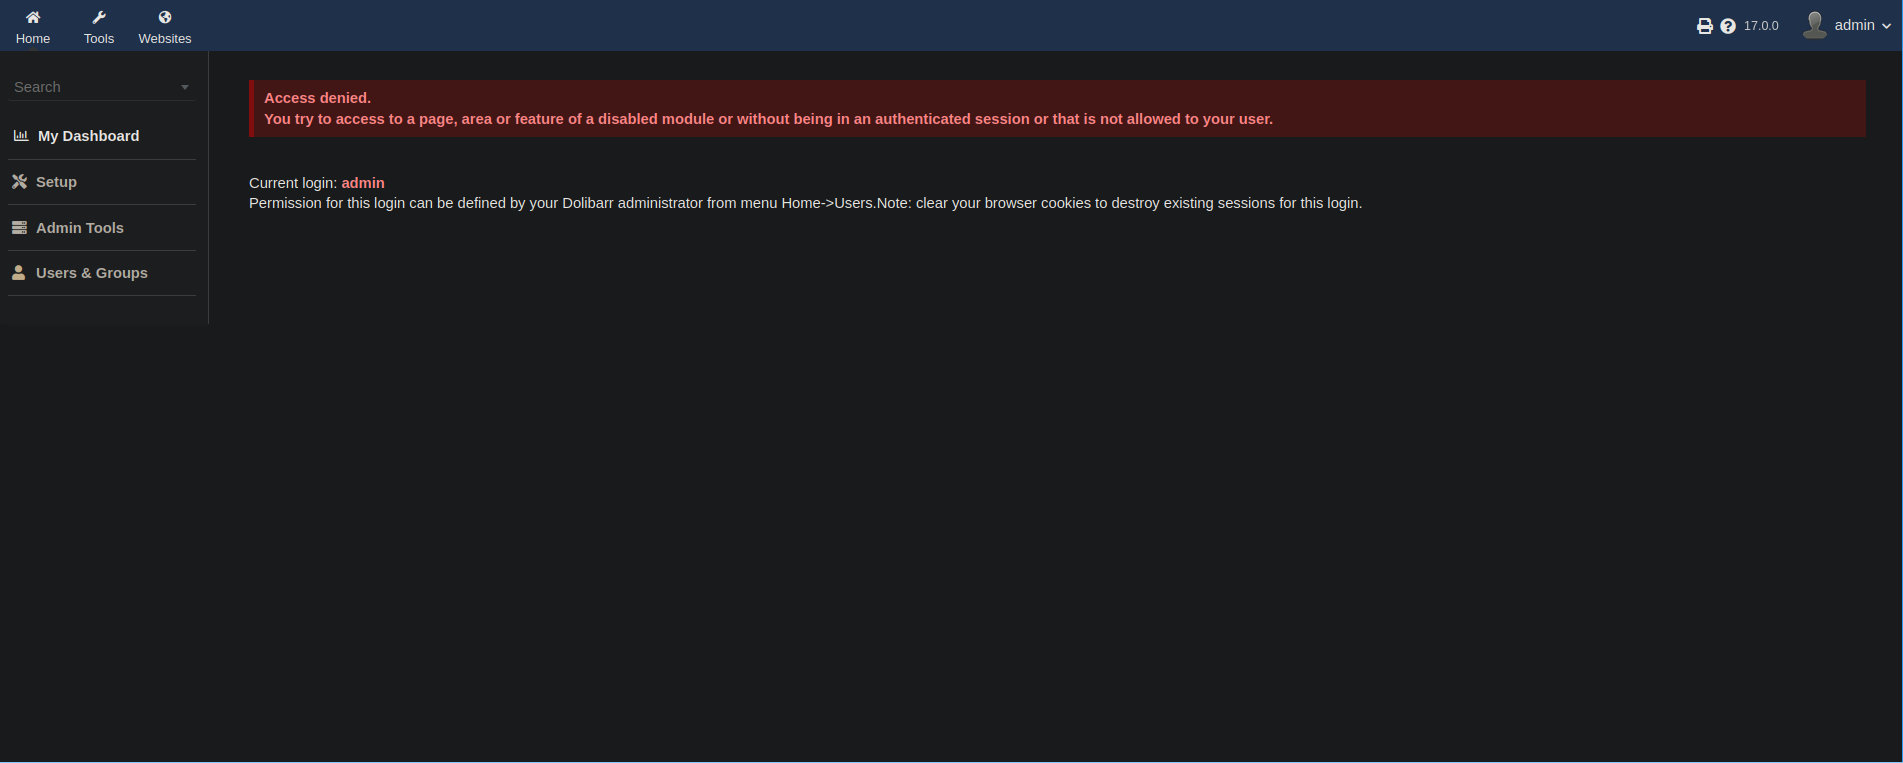 Home Tools Websites 17.0.0 admin
Search
My Dashboard
Setup
Admin Tools
Users & Groups
Access denied.
You try to access to a page, area or feature of a disabled module or without being in an authenticated session or that is not allowed to your user.
Current login: admin
Permission for this login can be defined by your Dolibarr administrator from menu Home->Users.Note: clear your browser cookies to destroy existing sessions for this login.